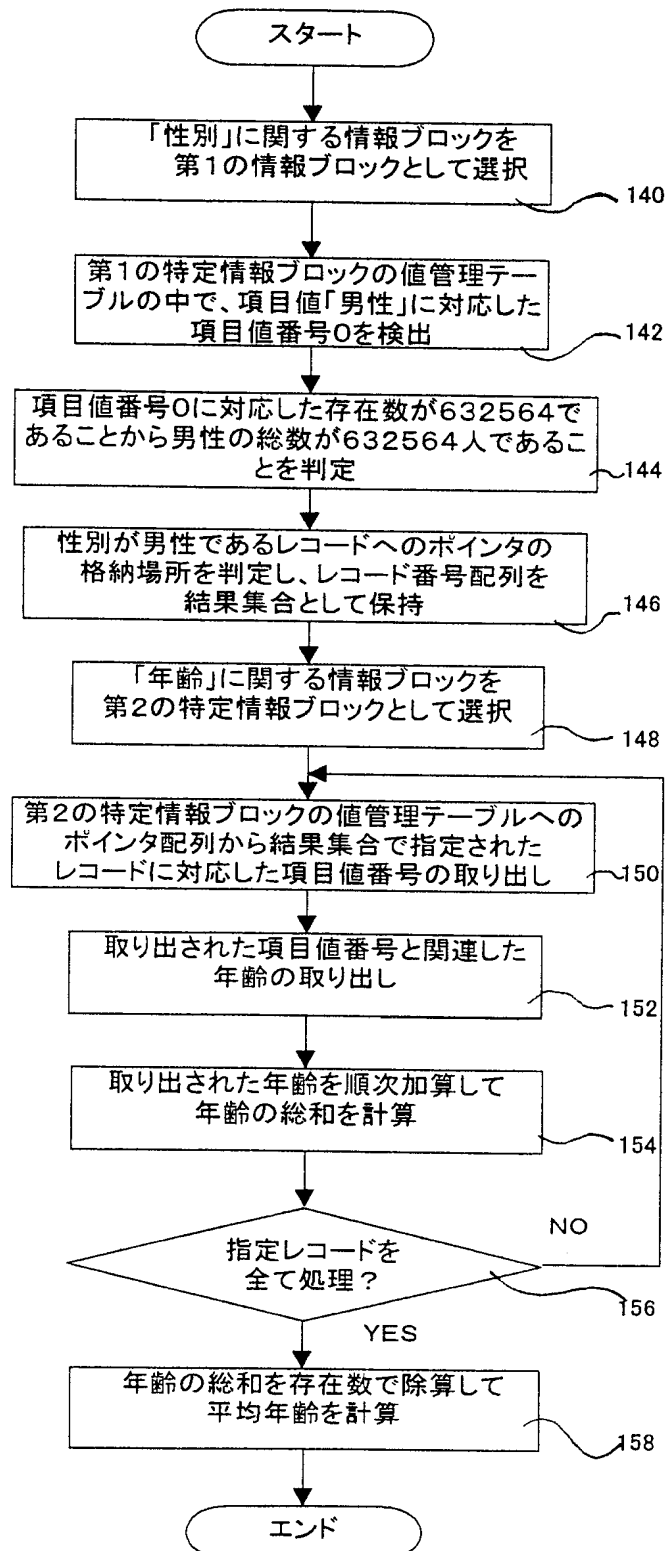 スタート
「性別」に関する情報ブロックを
第1の情報ブロックとして選択
140
第1の特定情報ブロックの値管理テー
ブルの中で、項目値「男性」に対応した
項目値番号0を検出
142
項目値番号0に対応した存在数が632564で
あることから男性の総数が632564人であるこ
とを判定
144
性別が男性であるレコードへのポインタの
格納場所を判定し、レコード番号配列を
結果集合として保持
146
「年齢」に関する情報ブロックを
第2の特定情報ブロックとして選択
148
第2の特定情報ブロックの値管理テーブルへの
ポインタ配列から結果集合で指定された
レコードに対応した項目値番号の取り出し
150
取り出された項目値番号と関連した
年齢の取り出し
152
取り出された年齢を順次加算して
年齢の総和を計算
154
指定レコードを
全て処理?
NO
156
YES
年齢の総和を存在数で除算して
平均年齢を計算
158
エンド